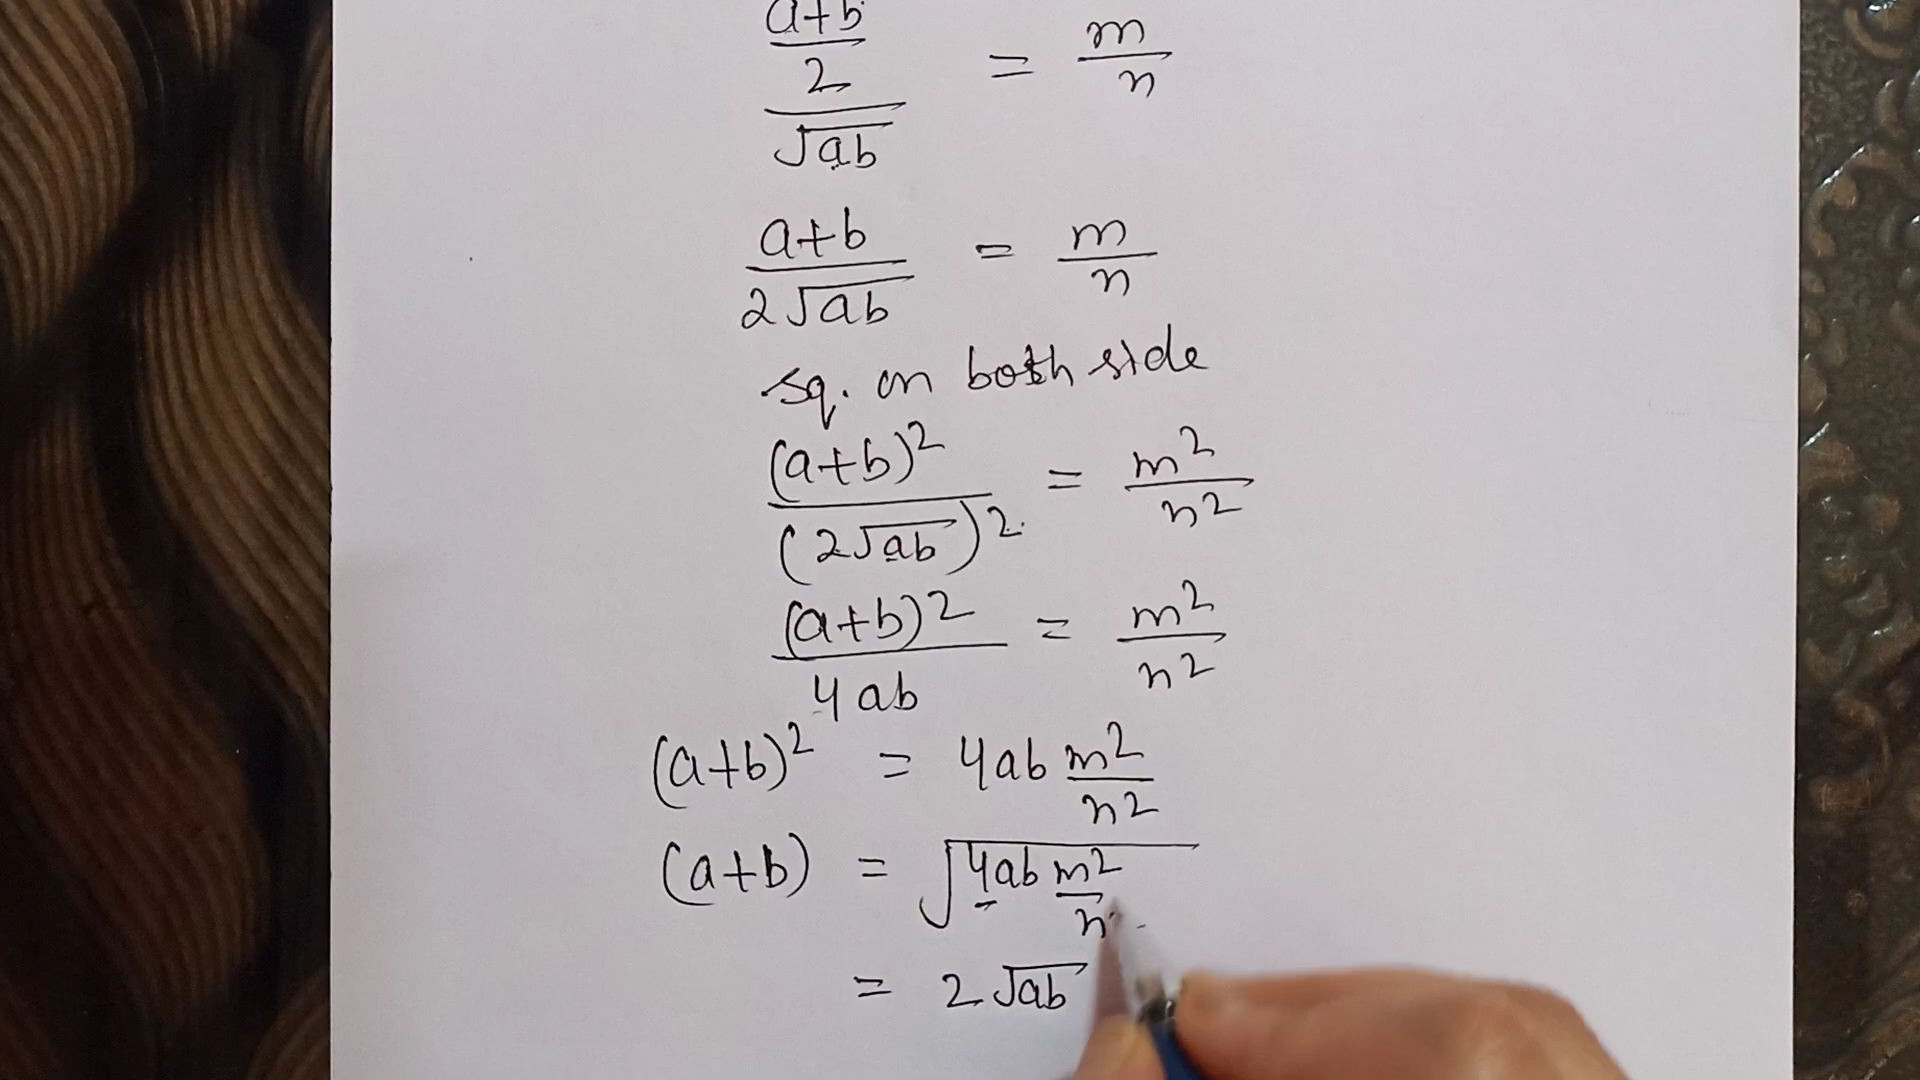 a+b/2/√ab = m/n
a+b/2√ab = m/n
sq. on both side
(a+b)²/(2√ab)² = m²/n²
(a+b)²/4ab = m²/n²
(a+b)² = 4ab m²/n²
(a+b) = √4ab m²/n
= 2√ab